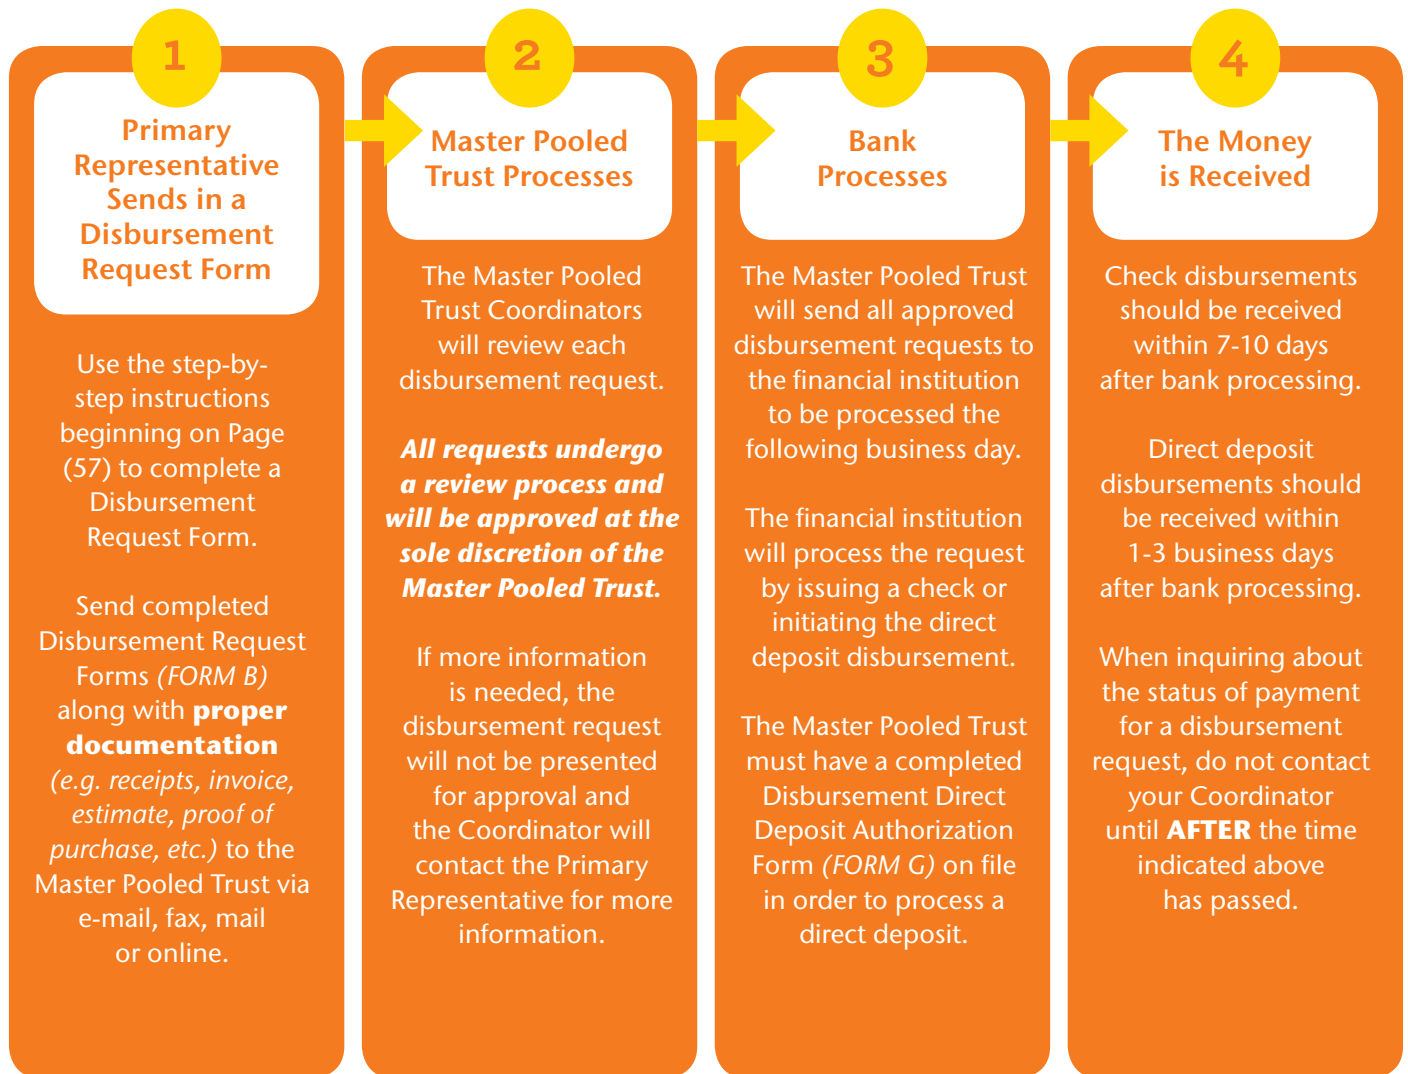 1
Primary
Representative
Sends in a
Disbursement
Request Form
Use the step-by-
step instructions
beginning on Page
(57) to complete a
Disbursement
Request Form.
Send completed
Disbursement Request
Forms (FORM B)
along with proper
documentation
(e.g. receipts, invoice,
estimate, proof of
purchase, etc.) to the
Master Pooled Trust via
e-mail, fax, mail
or online.
2
Master Pooled
Trust Processes
The Master Pooled
Trust Coordinators
will review each
disbursement request.
All requests undergo
a review process and
will be approved at the
sole discretion of the
Master Pooled Trust.
If more information
is needed, the
disbursement request
will not be presented
for approval and
the Coordinator will
contact the Primary
Representative for more
information.
3
Bank
Processes
The Master Pooled Trust
will send all approved
disbursement requests to
the financial institution
to be processed the
following business day.
The financial institution
will process the request
by issuing a check or
initiating the direct
deposit disbursement.
The Master Pooled Trust
must have a completed
Disbursement Direct
Deposit Authorization
Form (FORM G) on file
in order to process a
direct deposit.
4
The Money
is Received
Check disbursements
should be received
within 7-10 days
after bank processing.
Direct deposit
disbursements should
be received within
1-3 business days
after bank processing.
When inquiring about
the status of payment
for a disbursement
request, do not contact
your Coordinator
until AFTER the time
indicated above
has passed.